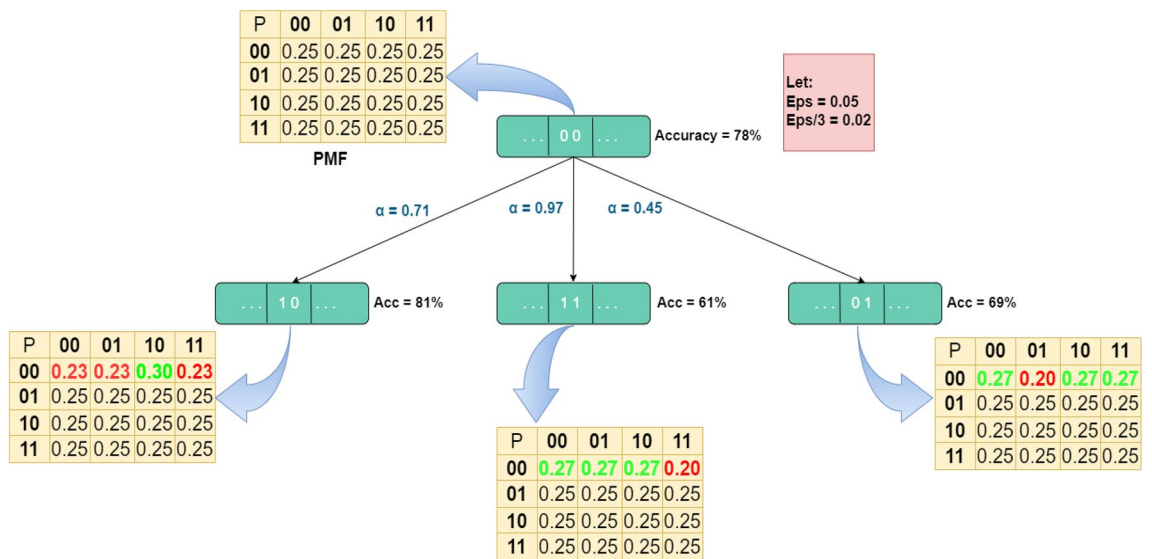 P 00 01 10 11
00 0.25 0.25 0.25 0.25
01 0.25 0.25 0.25 0.25
10 0.25 0.25 0.25 0.25
11 0.25 0.25 0.25 0.25
PMF
Let:
Eps = 0.05
Eps/3 = 0.02
... 0 0 ...
Accuracy = 78%
α = 0.71
α = 0.97
α = 0.45
... 1 0 ...
Acc = 81%
... 1 1 ...
Acc = 61%
... 0 1 ...
Acc = 69%
P 00 01 10 11
00 0.23 0.23 0.30 0.23
01 0.25 0.25 0.25 0.25
10 0.25 0.25 0.25 0.25
11 0.25 0.25 0.25 0.25
P 00 01 10 11
00 0.27 0.27 0.27 0.20
01 0.25 0.25 0.25 0.25
10 0.25 0.25 0.25 0.25
11 0.25 0.25 0.25 0.25
P 00 01 10 11
00 0.27 0.20 0.27 0.27
01 0.25 0.25 0.25 0.25
10 0.25 0.25 0.25 0.25
11 0.25 0.25 0.25 0.25